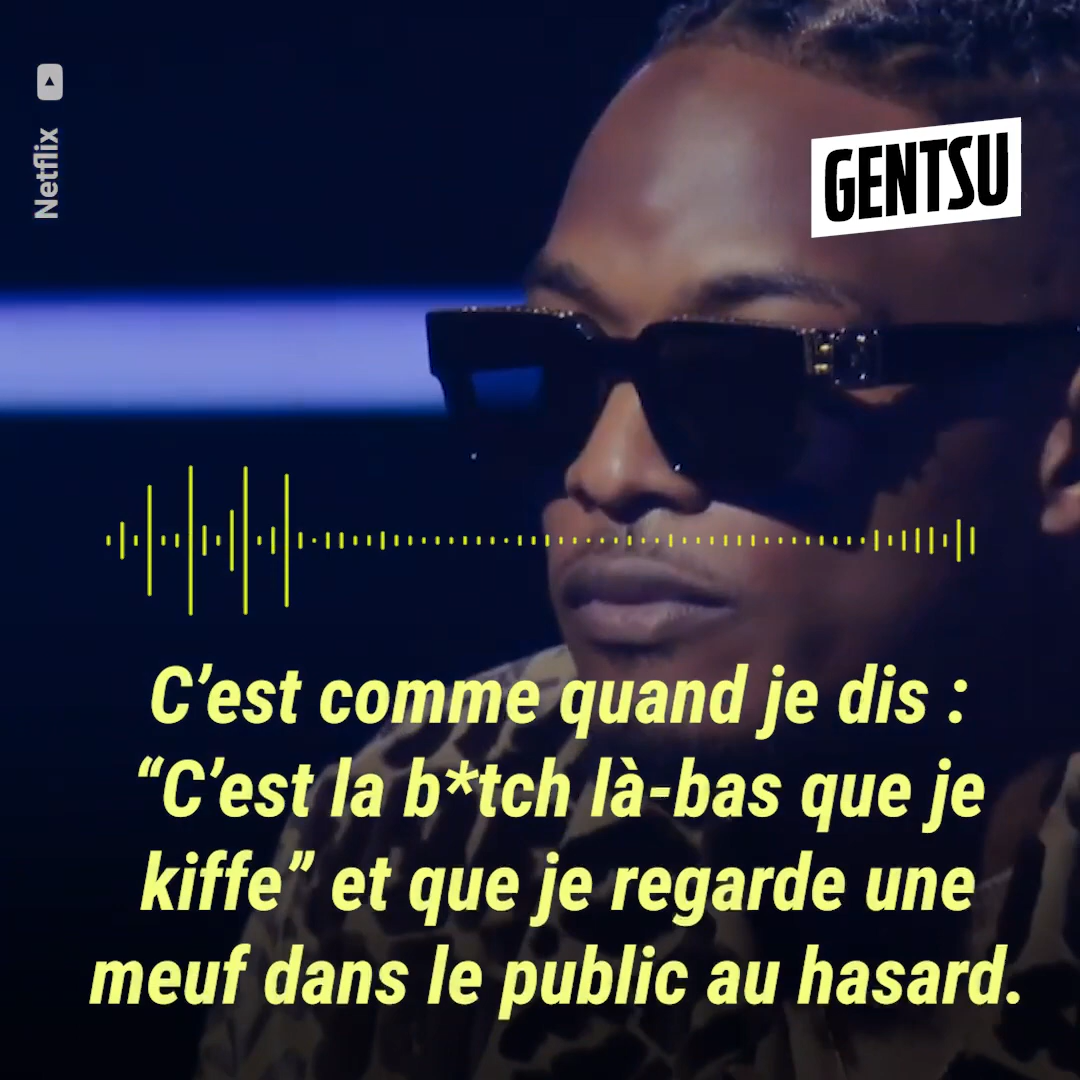 Netflix
GENTSU
C’est comme quand je dis :
“C’est la b*tch là-bas que je
kiffe” et que je regarde une
meuf dans le public au hasard.